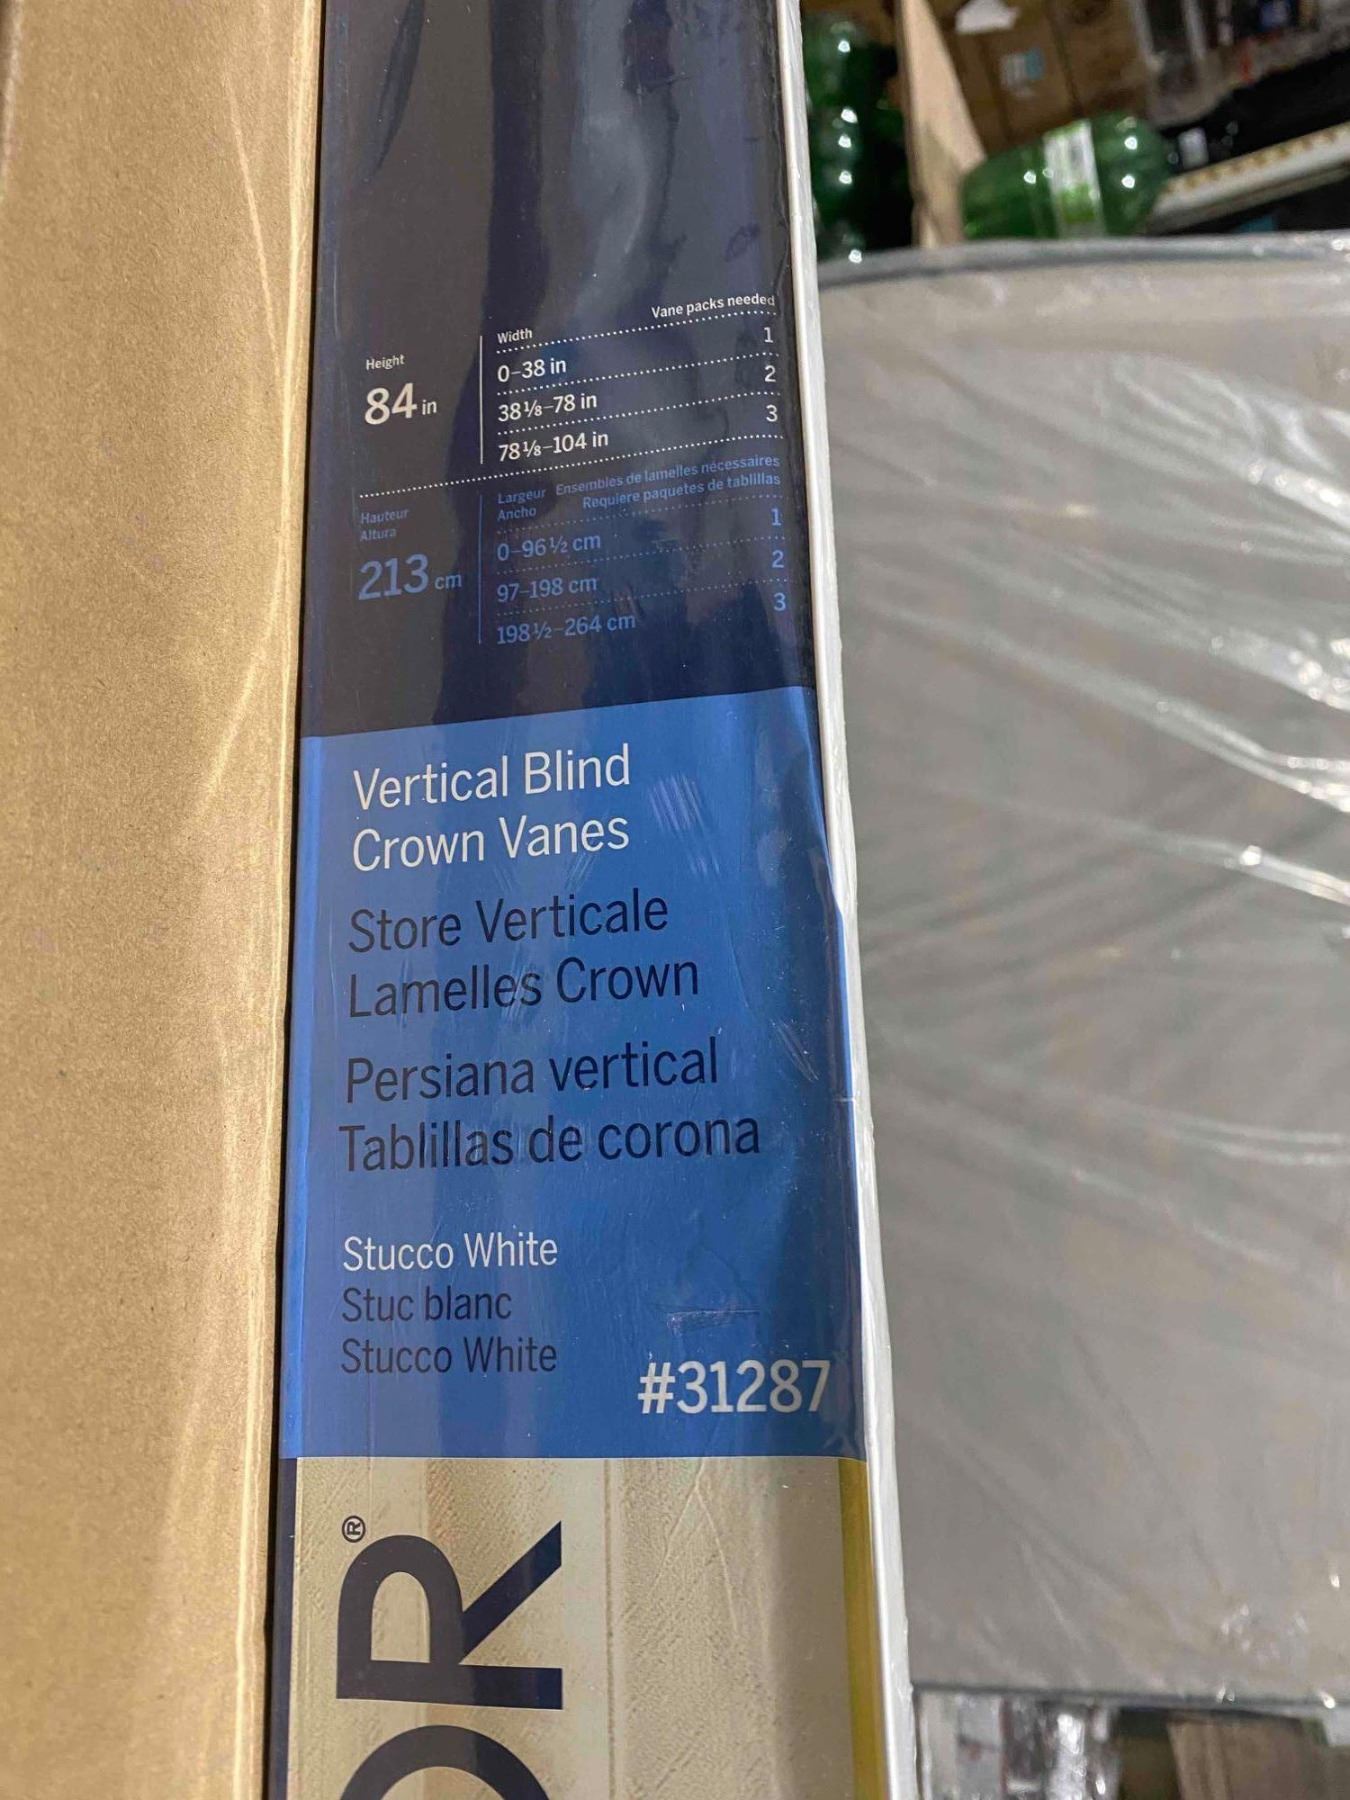 Vane packs needed
Width
Height
84 in
0-38 in 1
38⅛-78 in 2
78⅛-104 in 3
Largeur Ensembles de lamelles nécessaires
Ancho Requiere paquetes de tablillas
Hauteur
Altura
213 cm
0-96½ cm 1
97-198 cm 2
198½-264 cm 3
Vertical Blind
Crown Vanes
Store Verticale
Lamelles Crown
Persiana vertical
Tablillas de corona
Stucco White
Stuc blanc
Stucco White
#31287
OR®